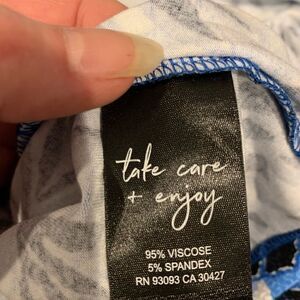 take care
+ enjoy
95% VISCOSE
5% SPANDEX
RN 93093 CA 30427